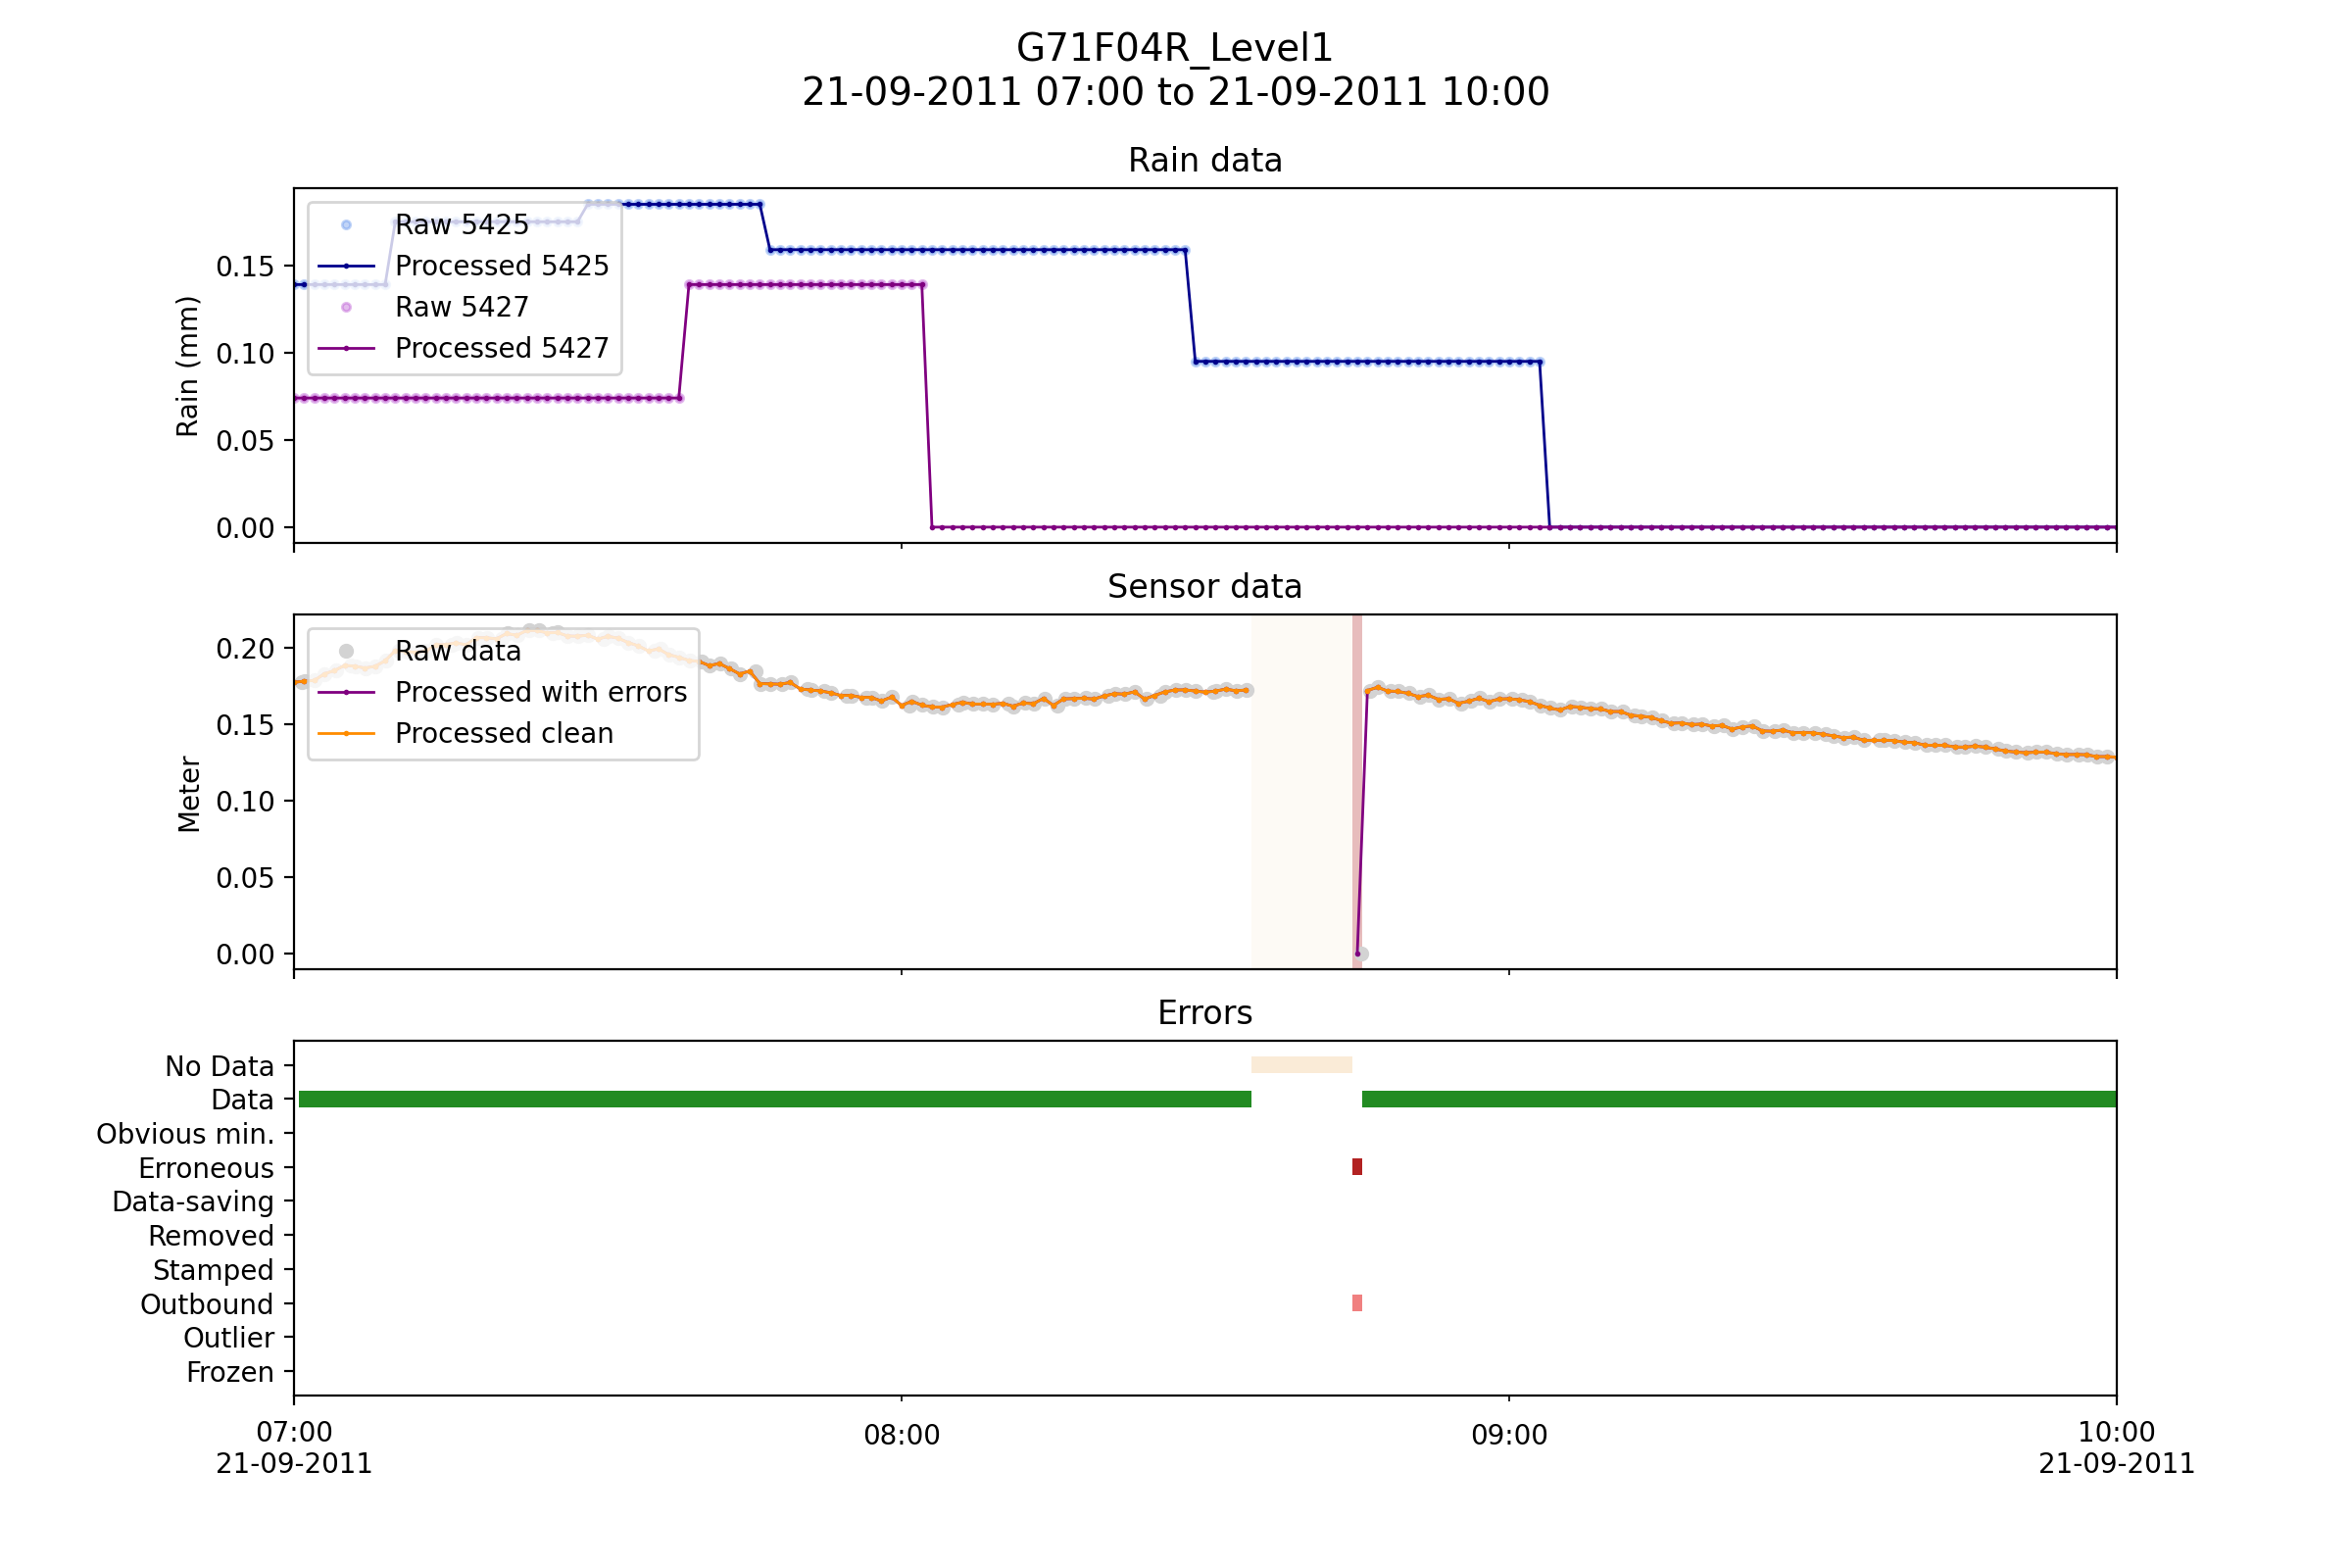 G71F04R_Level1
21-09-2011 07:00 to 21-09-2011 10:00
Rain data
Rain (mm)
0.15
0.10
0.05
0.00
Raw 5425
Processed 5425
Raw 5427
Processed 5427
Sensor data
Meter
0.20
0.15
0.10
0.05
0.00
Raw data
Processed with errors
Processed clean
Errors
No Data
Data
Obvious min.
Erroneous
Data-saving
Removed
Stamped
Outbound
Outlier
Frozen
07:00
21-09-2011
08:00
09:00
10:00
21-09-2011